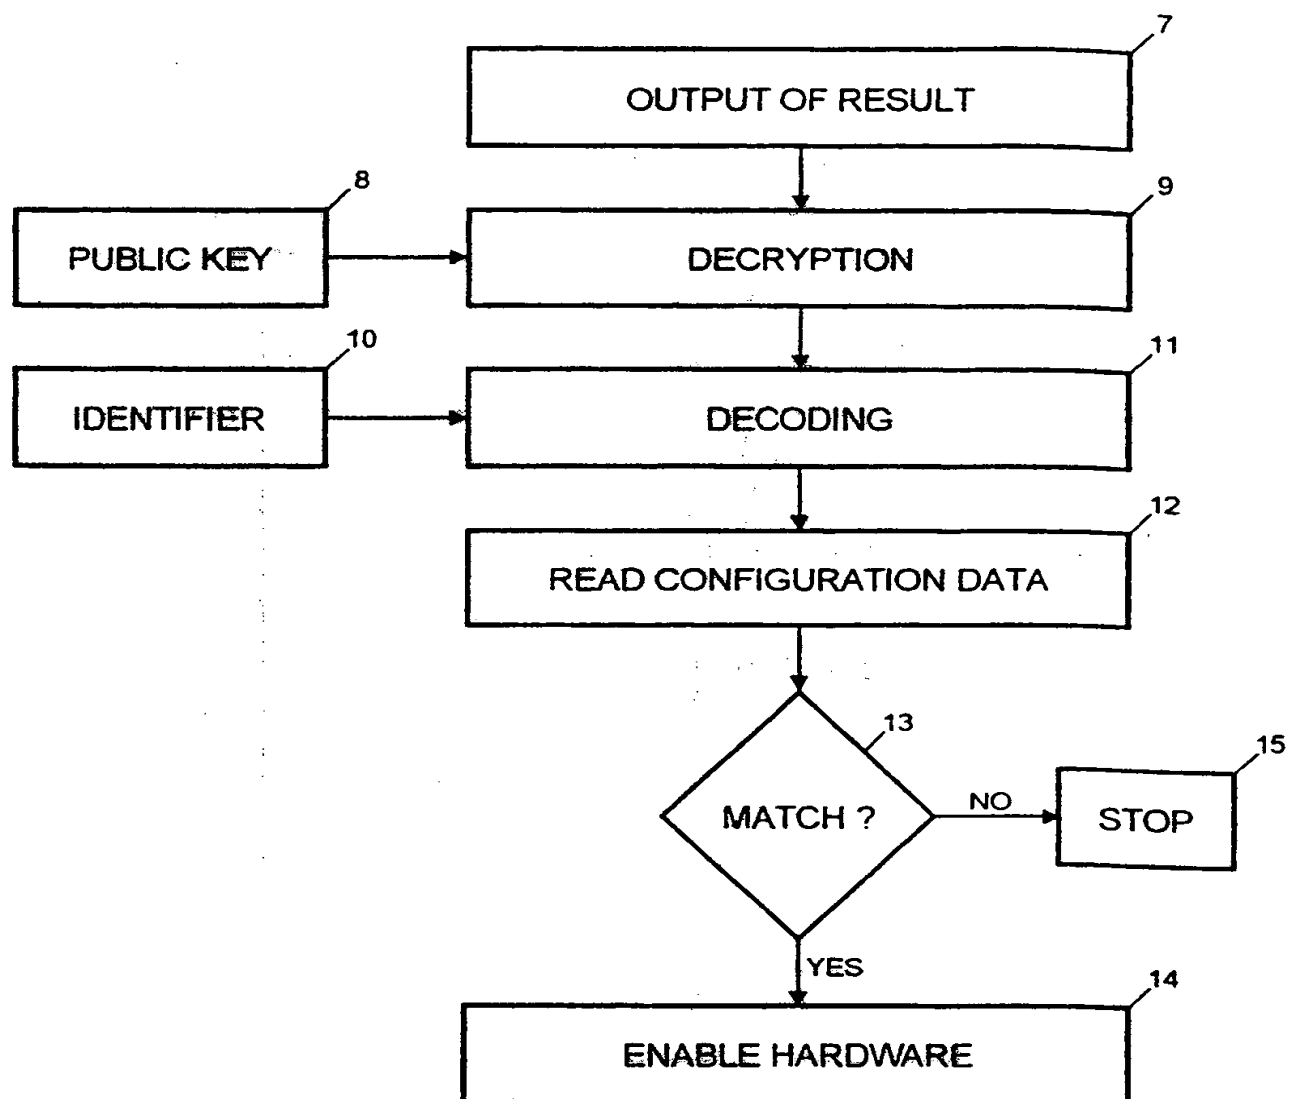 7
OUTPUT OF RESULT
8
9
PUBLIC KEY
DECRYPTION
10
11
IDENTIFIER
DECODING
12
READ CONFIGURATION DATA
13
15
MATCH ?
NO
STOP
YES
14
ENABLE HARDWARE